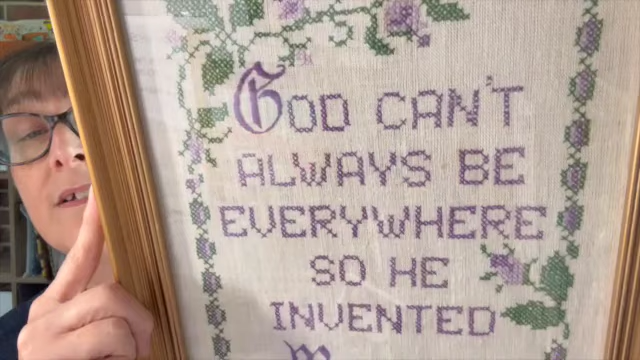 GOD CAN'T
ALWAYS BE
EVERYWHERE
SO HE
INVENTED